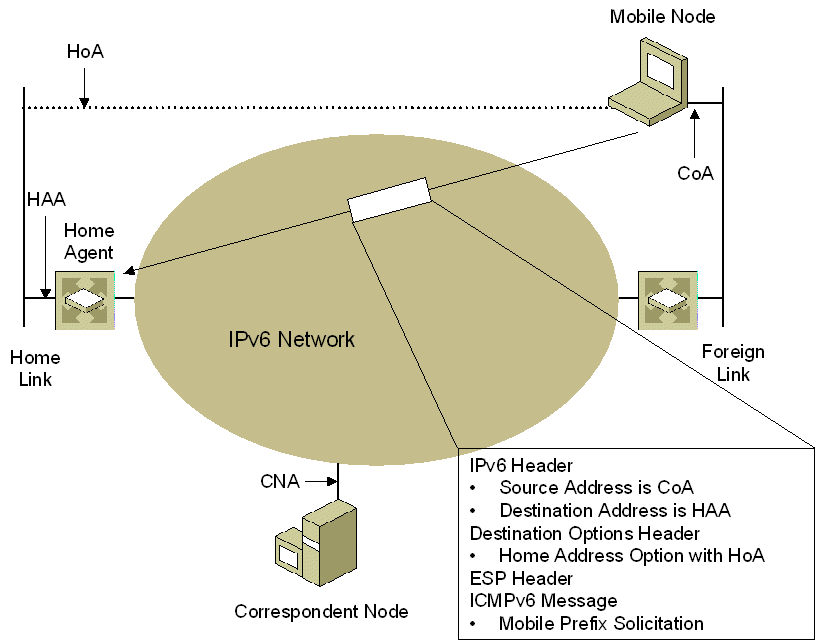 Mobile Node
HoA
CoA
HAA
Home
Agent
IPv6 Network
Home
Link
Foreign
Link
CNA
Correspondent Node
IPv6 Header
• Source Address is CoA
• Destination Address is HAA
Destination Options Header
• Home Address Option with HoA
ESP Header
ICMPv6 Message
• Mobile Prefix Solicitation